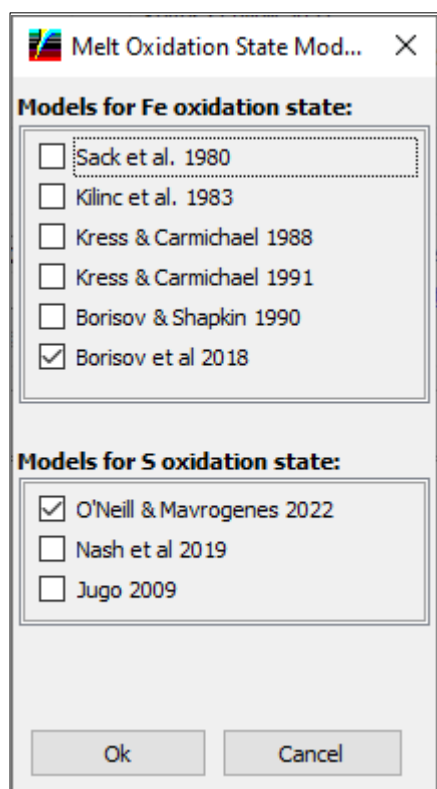 Melt Oxidation State Mod...
Models for Fe oxidation state:
Sack et al. 1980
Kilinc et al. 1983
Kress & Carmichael 1988
Kress & Carmichael 1991
Borisov & Shapkin 1990
Borisov et al 2018
Models for S oxidation state:
O'Neill & Mavrogenes 2022
Nash et al 2019
Jugo 2009
Ok
Cancel